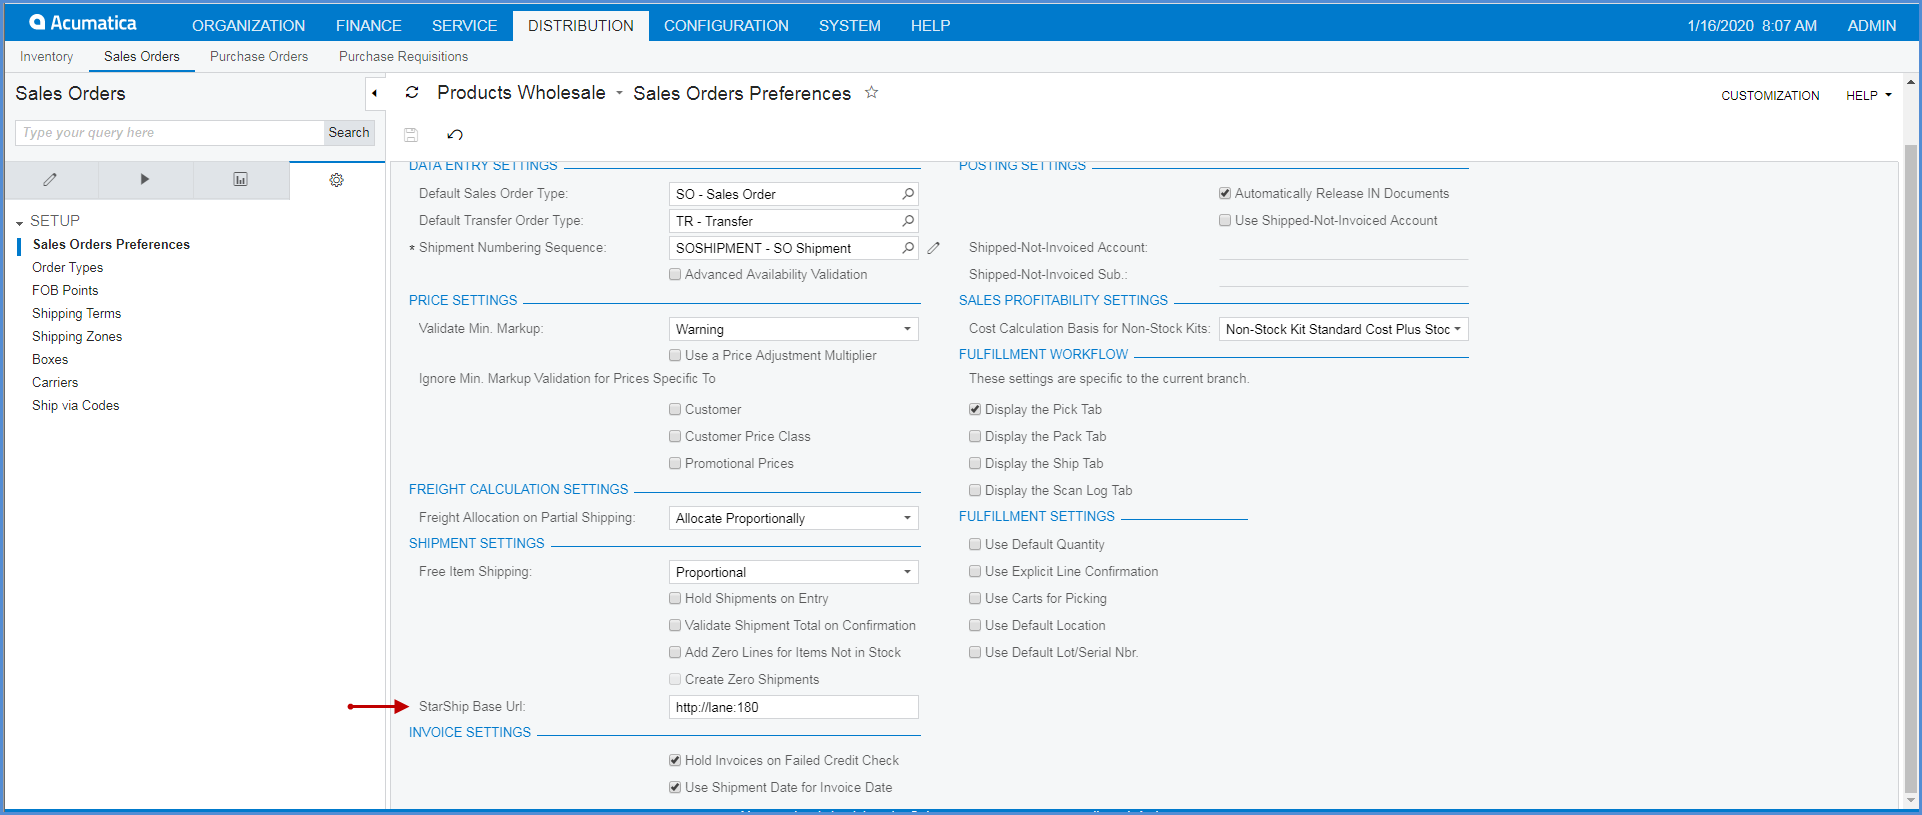 Acumatica
ORGANIZATION FINANCE SERVICE DISTRIBUTION CONFIGURATION SYSTEM HELP
1/16/2020 8:07 AM ADMIN
Inventory Sales Orders Purchase Orders Purchase Requisitions
Sales Orders
Type your query here Search
SETUP
Sales Orders Preferences
Order Types
FOB Points
Shipping Terms
Shipping Zones
Boxes
Carriers
Ship via Codes
Products Wholesale Sales Orders Preferences
CUSTOMIZATION HELP
DATA ENTRY SETTINGS
Default Sales Order Type: SO - Sales Order
Default Transfer Order Type: TR - Transfer
* Shipment Numbering Sequence: SOSHIPMENT - SO Shipment
Advanced Availability Validation
PRICE SETTINGS
Validate Min. Markup: Warning
Use a Price Adjustment Multiplier
Ignore Min. Markup Validation for Prices Specific To
Customer
Customer Price Class
Promotional Prices
FREIGHT CALCULATION SETTINGS
Freight Allocation on Partial Shipping: Allocate Proportionally
SHIPMENT SETTINGS
Free Item Shipping: Proportional
Hold Shipments on Entry
Validate Shipment Total on Confirmation
Add Zero Lines for Items Not in Stock
Create Zero Shipments
StarShip Base Url: http://lane:180
INVOICE SETTINGS
Hold Invoices on Failed Credit Check
Use Shipment Date for Invoice Date
POSTING SETTINGS
Automatically Release IN Documents
Use Shipped-Not-Invoiced Account
Shipped-Not-Invoiced Account:
Shipped-Not-Invoiced Sub.:
SALES PROFITABILITY SETTINGS
Cost Calculation Basis for Non-Stock Kits: Non-Stock Kit Standard Cost Plus Stoc
FULFILLMENT WORKFLOW
These settings are specific to the current branch.
Display the Pick Tab
Display the Pack Tab
Display the Ship Tab
Display the Scan Log Tab
FULFILLMENT SETTINGS
Use Default Quantity
Use Explicit Line Confirmation
Use Carts for Picking
Use Default Location
Use Default Lot/Serial Nbr.